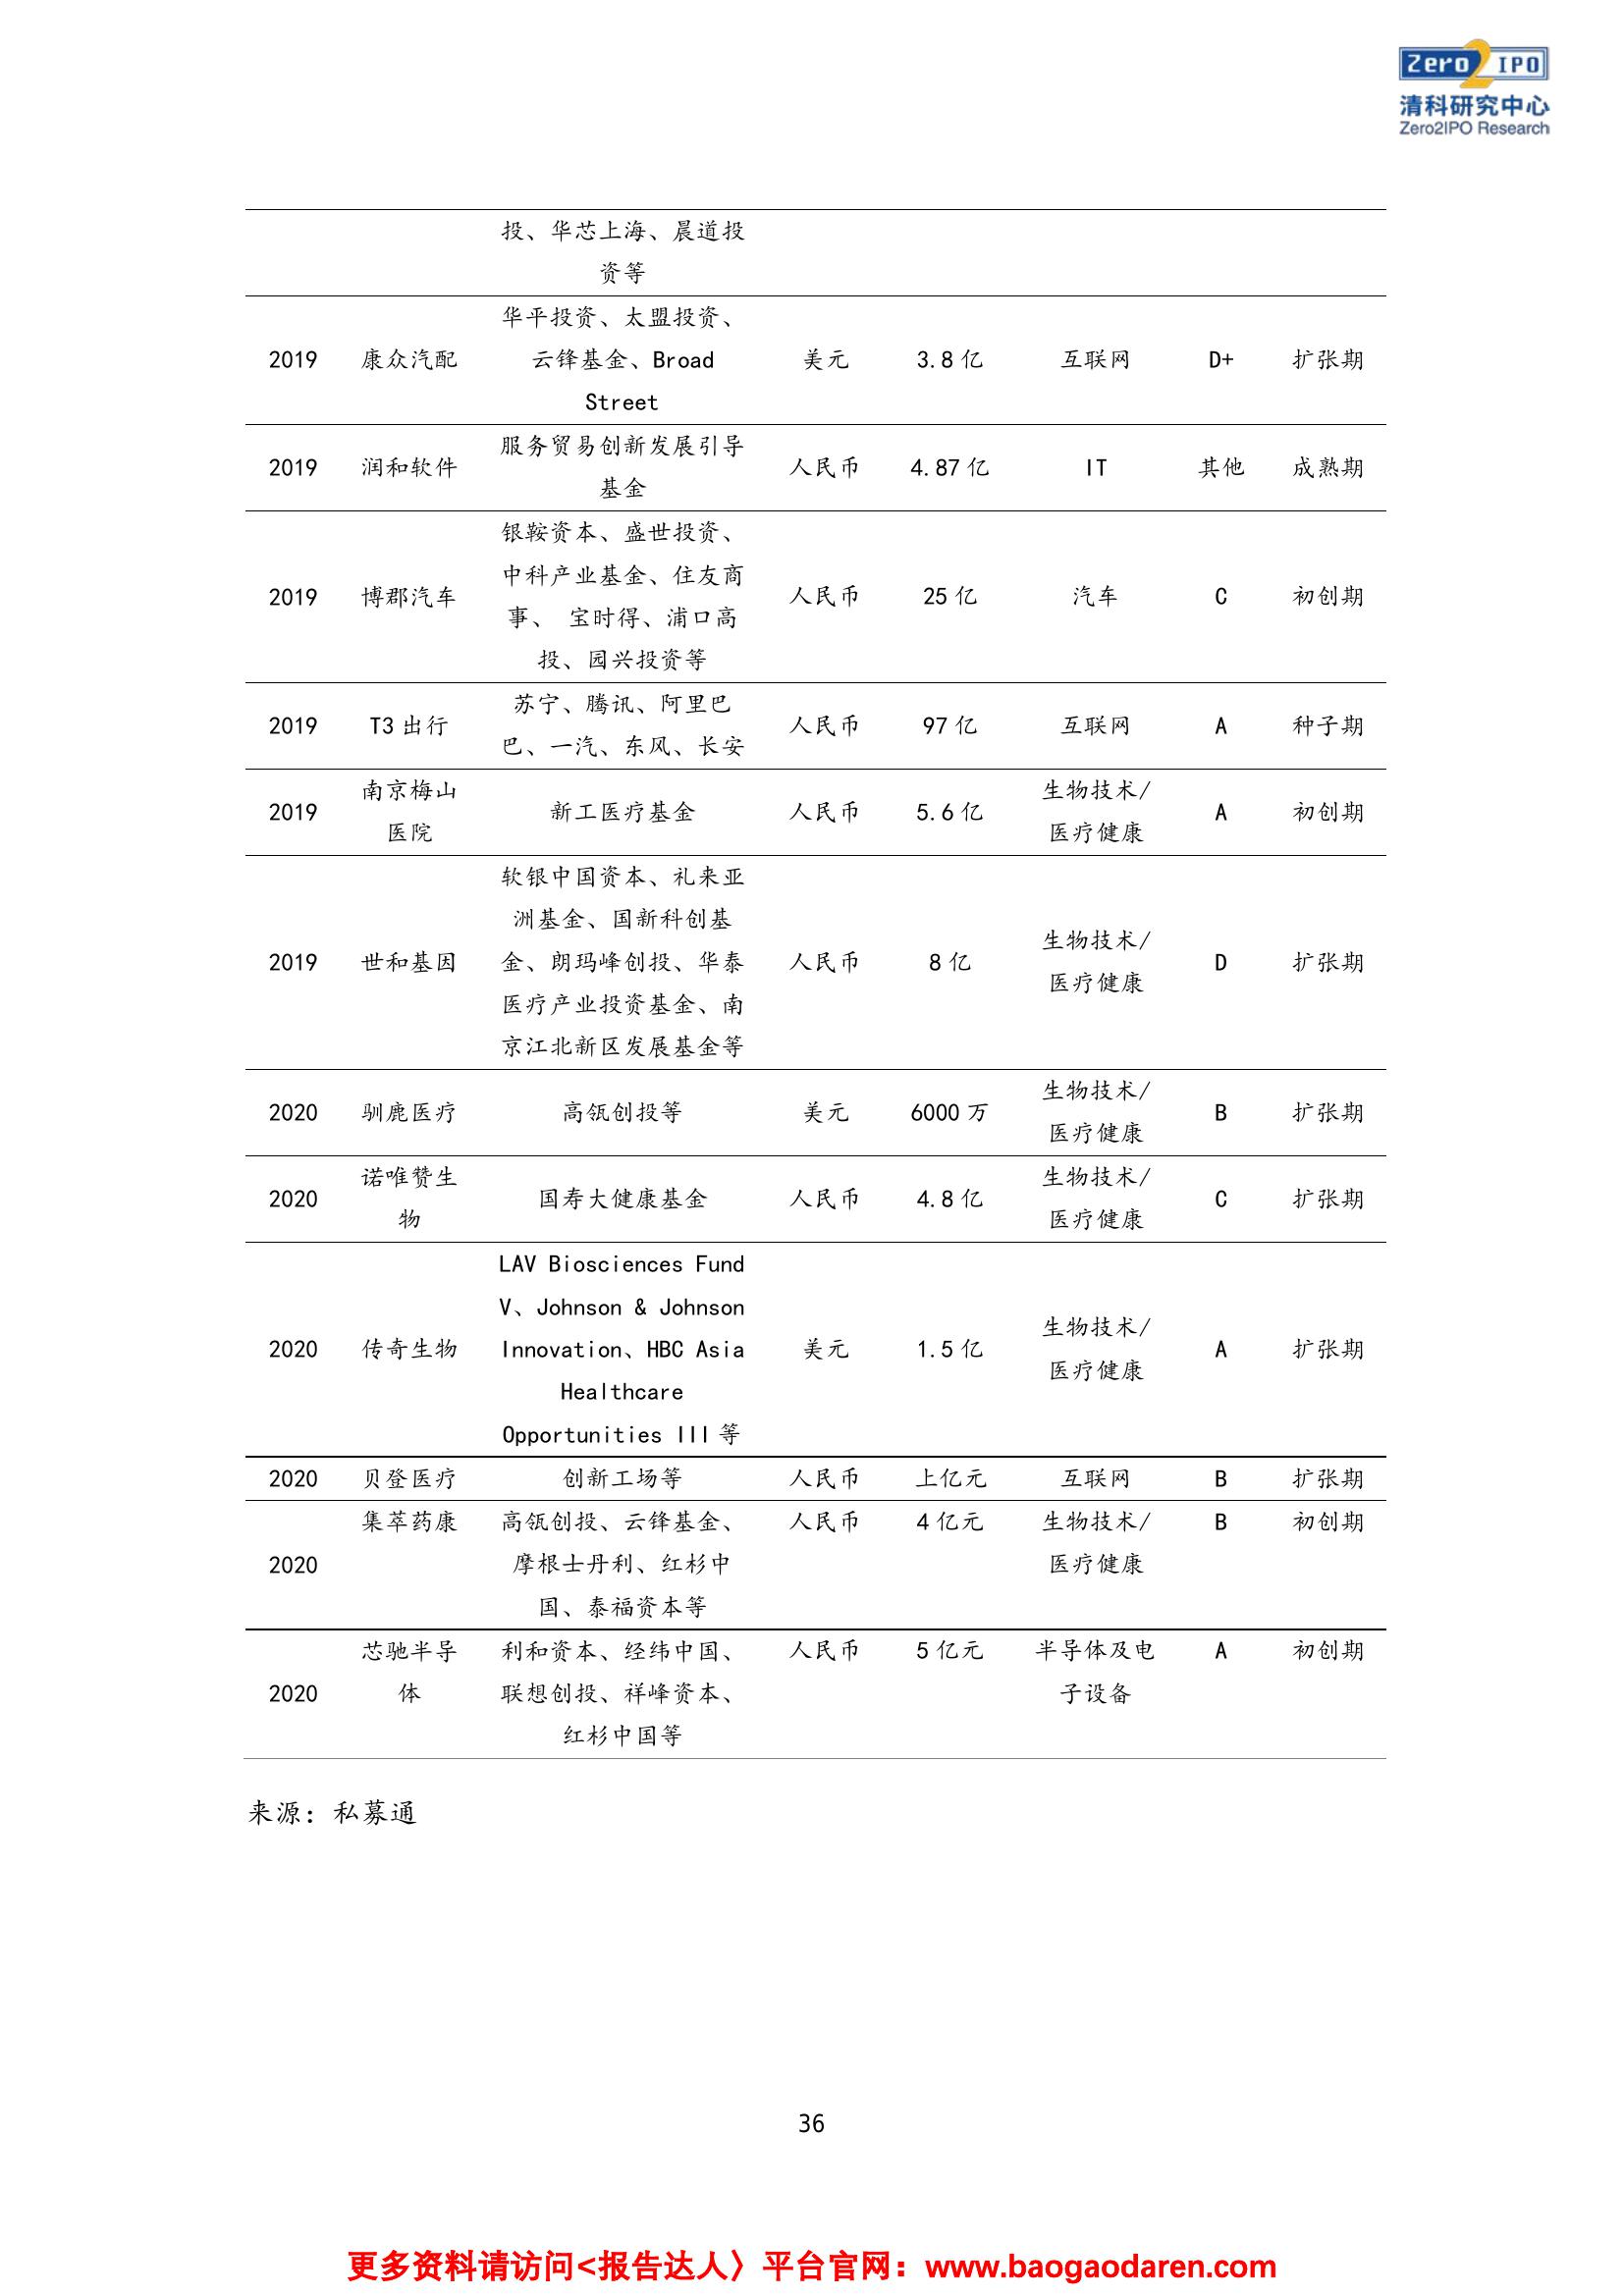 Zero2IPO
清科研究中心
Zero2IPO Research
投、华芯上海、晨道投
资等
华平投资、太盟投资、
2019 康众汽配 云锋基金、Broad 美元 3.8 亿 互联网 D+ 扩张期
Street
服务贸易创新发展引导
2019 润和软件 人民币 4.87 亿 IT 其他 成熟期
基金
银鞍资本、盛世投资、
中科产业基金、住友商
2019 博郡汽车 人民币 25 亿 汽车 C 初创期
事、 宝时得、浦口高
投、园兴投资等
苏宁、腾讯、阿里巴
2019 T3 出行 人民币 97 亿 互联网 A 种子期
巴、一汽、东风、长安
南京梅山 生物技术/
2019 新工医疗基金 人民币 5.6 亿 A 初创期
医院 医疗健康
软银中国资本、礼来亚
洲基金、国新科创基
生物技术/
2019 世和基因 金、朗玛峰创投、华泰 人民币 8 亿 D 扩张期
医疗健康
医疗产业投资基金、南
京江北新区发展基金等
生物技术/
2020 驯鹿医疗 高瓴创投等 美元 6000 万 B 扩张期
医疗健康
诺唯赞生 生物技术/
2020 国寿大健康基金 人民币 4.8 亿 C 扩张期
物 医疗健康
LAV Biosciences Fund
V、Johnson & Johnson
生物技术/
2020 传奇生物 Innovation、HBC Asia 美元 1.5 亿 A 扩张期
医疗健康
Healthcare
Opportunities III 等
2020 贝登医疗 创新工场等 人民币 上亿元 互联网 B 扩张期
集萃药康 高瓴创投、云锋基金、 人民币 4 亿元 生物技术/ B 初创期
2020 摩根士丹利、红杉中 医疗健康
国、泰福资本等
芯驰半导 利和资本、经纬中国、 人民币 5 亿元 半导体及电 A 初创期
2020 体 联想创投、祥峰资本、 子设备
红杉中国等
来源：私募通
36
更多资料请访问<报告达人〉平台官网：www.baogaodaren.com